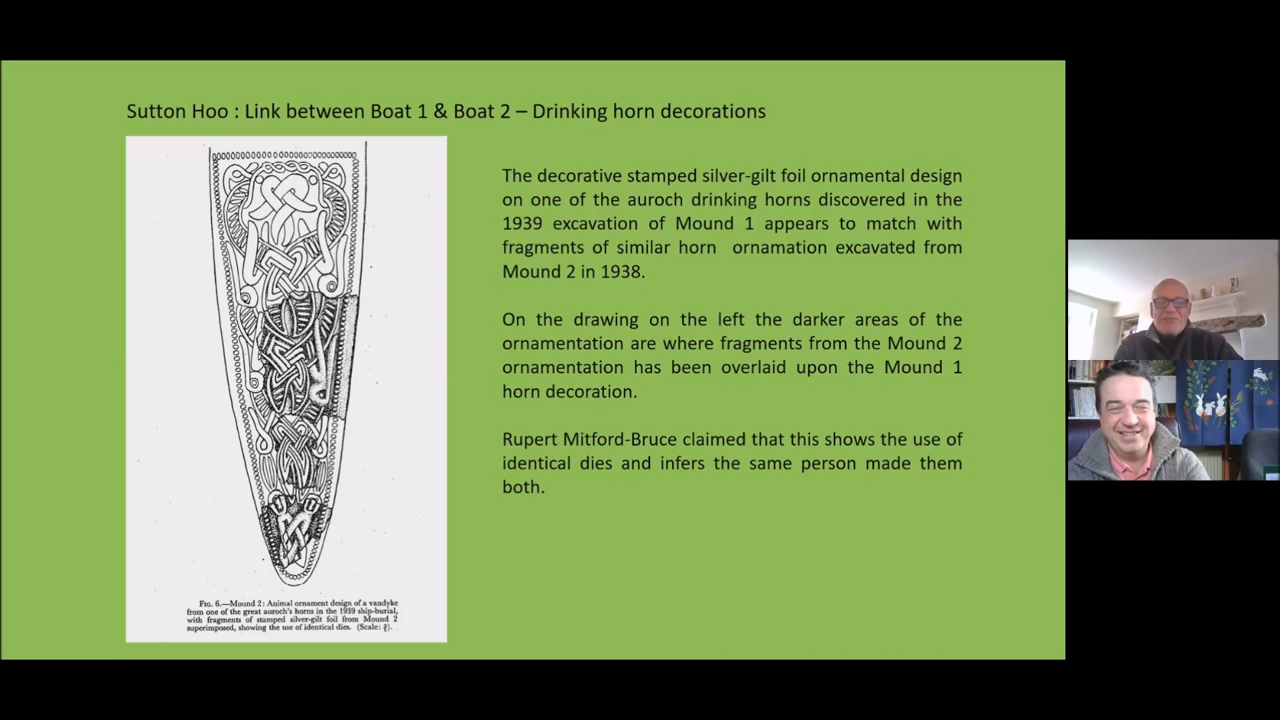 Sutton Hoo : Link between Boat 1 & Boat 2 – Drinking horn decorations
The decorative stamped silver-gilt foil ornamental design
on one of the auroch drinking horns discovered in the
1939 excavation of Mound 1 appears to match with
fragments of similar horn ornamation excavated from
Mound 2 in 1938.
On the drawing on the left the darker areas of the
ornamentation are where fragments from the Mound 2
ornamentation has been overlaid upon the Mound 1
horn decoration.
Rupert Mitford-Bruce claimed that this shows the use of
identical dies and infers the same person made them
both.
Fig. 6.—Mound 2: Animal ornament design of a vandyke
from one of the great auroch's horns in the 1939 ship-burial,
with fragments of stamped silver-gilt foil from Mound 2
superimposed, showing the use of identical dies. (Scale: ).